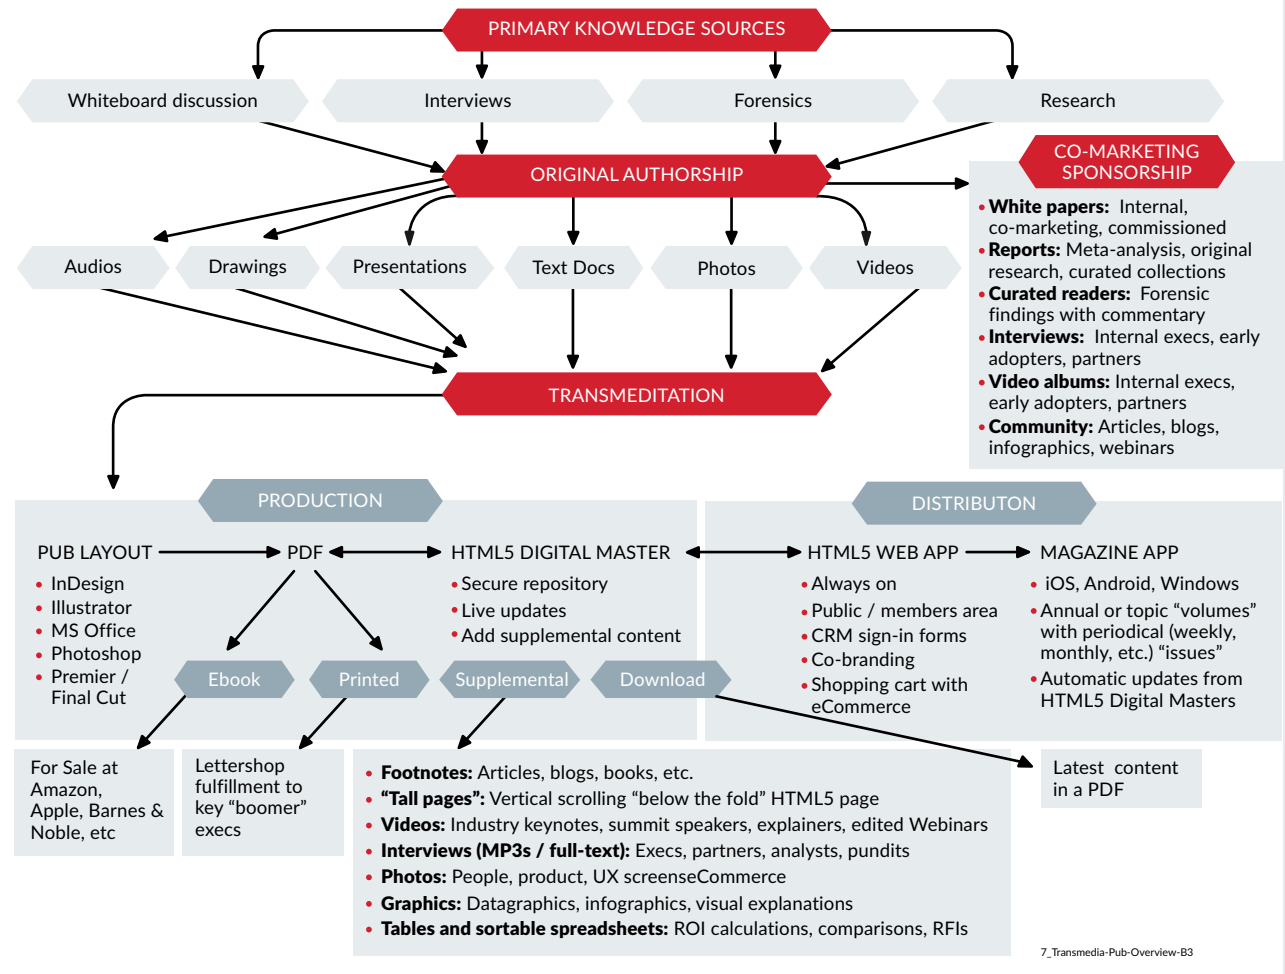 PRIMARY KNOWLEDGE SOURCES
Whiteboard discussion
Interviews
Forensics
Research
ORIGINAL AUTHORSHIP
CO-MARKETING
SPONSORSHIP
• White papers: Internal,
co-marketing, commissioned
• Reports: Meta-analysis, original
research, curated collections
• Curated readers: Forensic
findings with commentary
• Interviews: Internal execs, early
adopters, partners
• Video albums: Internal execs,
early adopters, partners
• Community: Articles, blogs,
infographics, webinars
Audios
Drawings
Presentations
Text Docs
Photos
Videos
TRANSMEDITATION
PRODUCTION
PUB LAYOUT
• InDesign
• Illustrator
• MS Office
• Photoshop
• Premier /
Final Cut
PDF
HTML5 DIGITAL MASTER
• Secure repository
• Live updates
• Add supplemental content
Ebook
Printed
Supplemental
Download
DISTRIBUTON
HTML5 WEB APP
• Always on
• Public / members area
• CRM sign-in forms
• Co-branding
• Shopping cart with
eCommerce
MAGAZINE APP
• iOS, Android, Windows
• Annual or topic “volumes”
with periodical (weekly,
monthly, etc.) “issues”
• Automatic updates from
HTML5 Digital Masters
For Sale at
Amazon,
Apple, Barnes &
Noble, etc
Lettershop
fulfillment to
key “boomer”
execs
• Footnotes: Articles, blogs, books, etc.
• “Tall pages”: Vertical scrolling “below the fold” HTML5 page
• Videos: Industry keynotes, summit speakers, explainers, edited Webinars
• Interviews (MP3s / full-text): Execs, partners, analysts, pundits
• Photos: People, product, UX screenseCommerce
• Graphics: Datagraphics, infographics, visual explanations
• Tables and sortable spreadsheets: ROI calculations, comparisons, RFIs
Latest content
in a PDF
7_Transmedia-Pub-Overview-B3